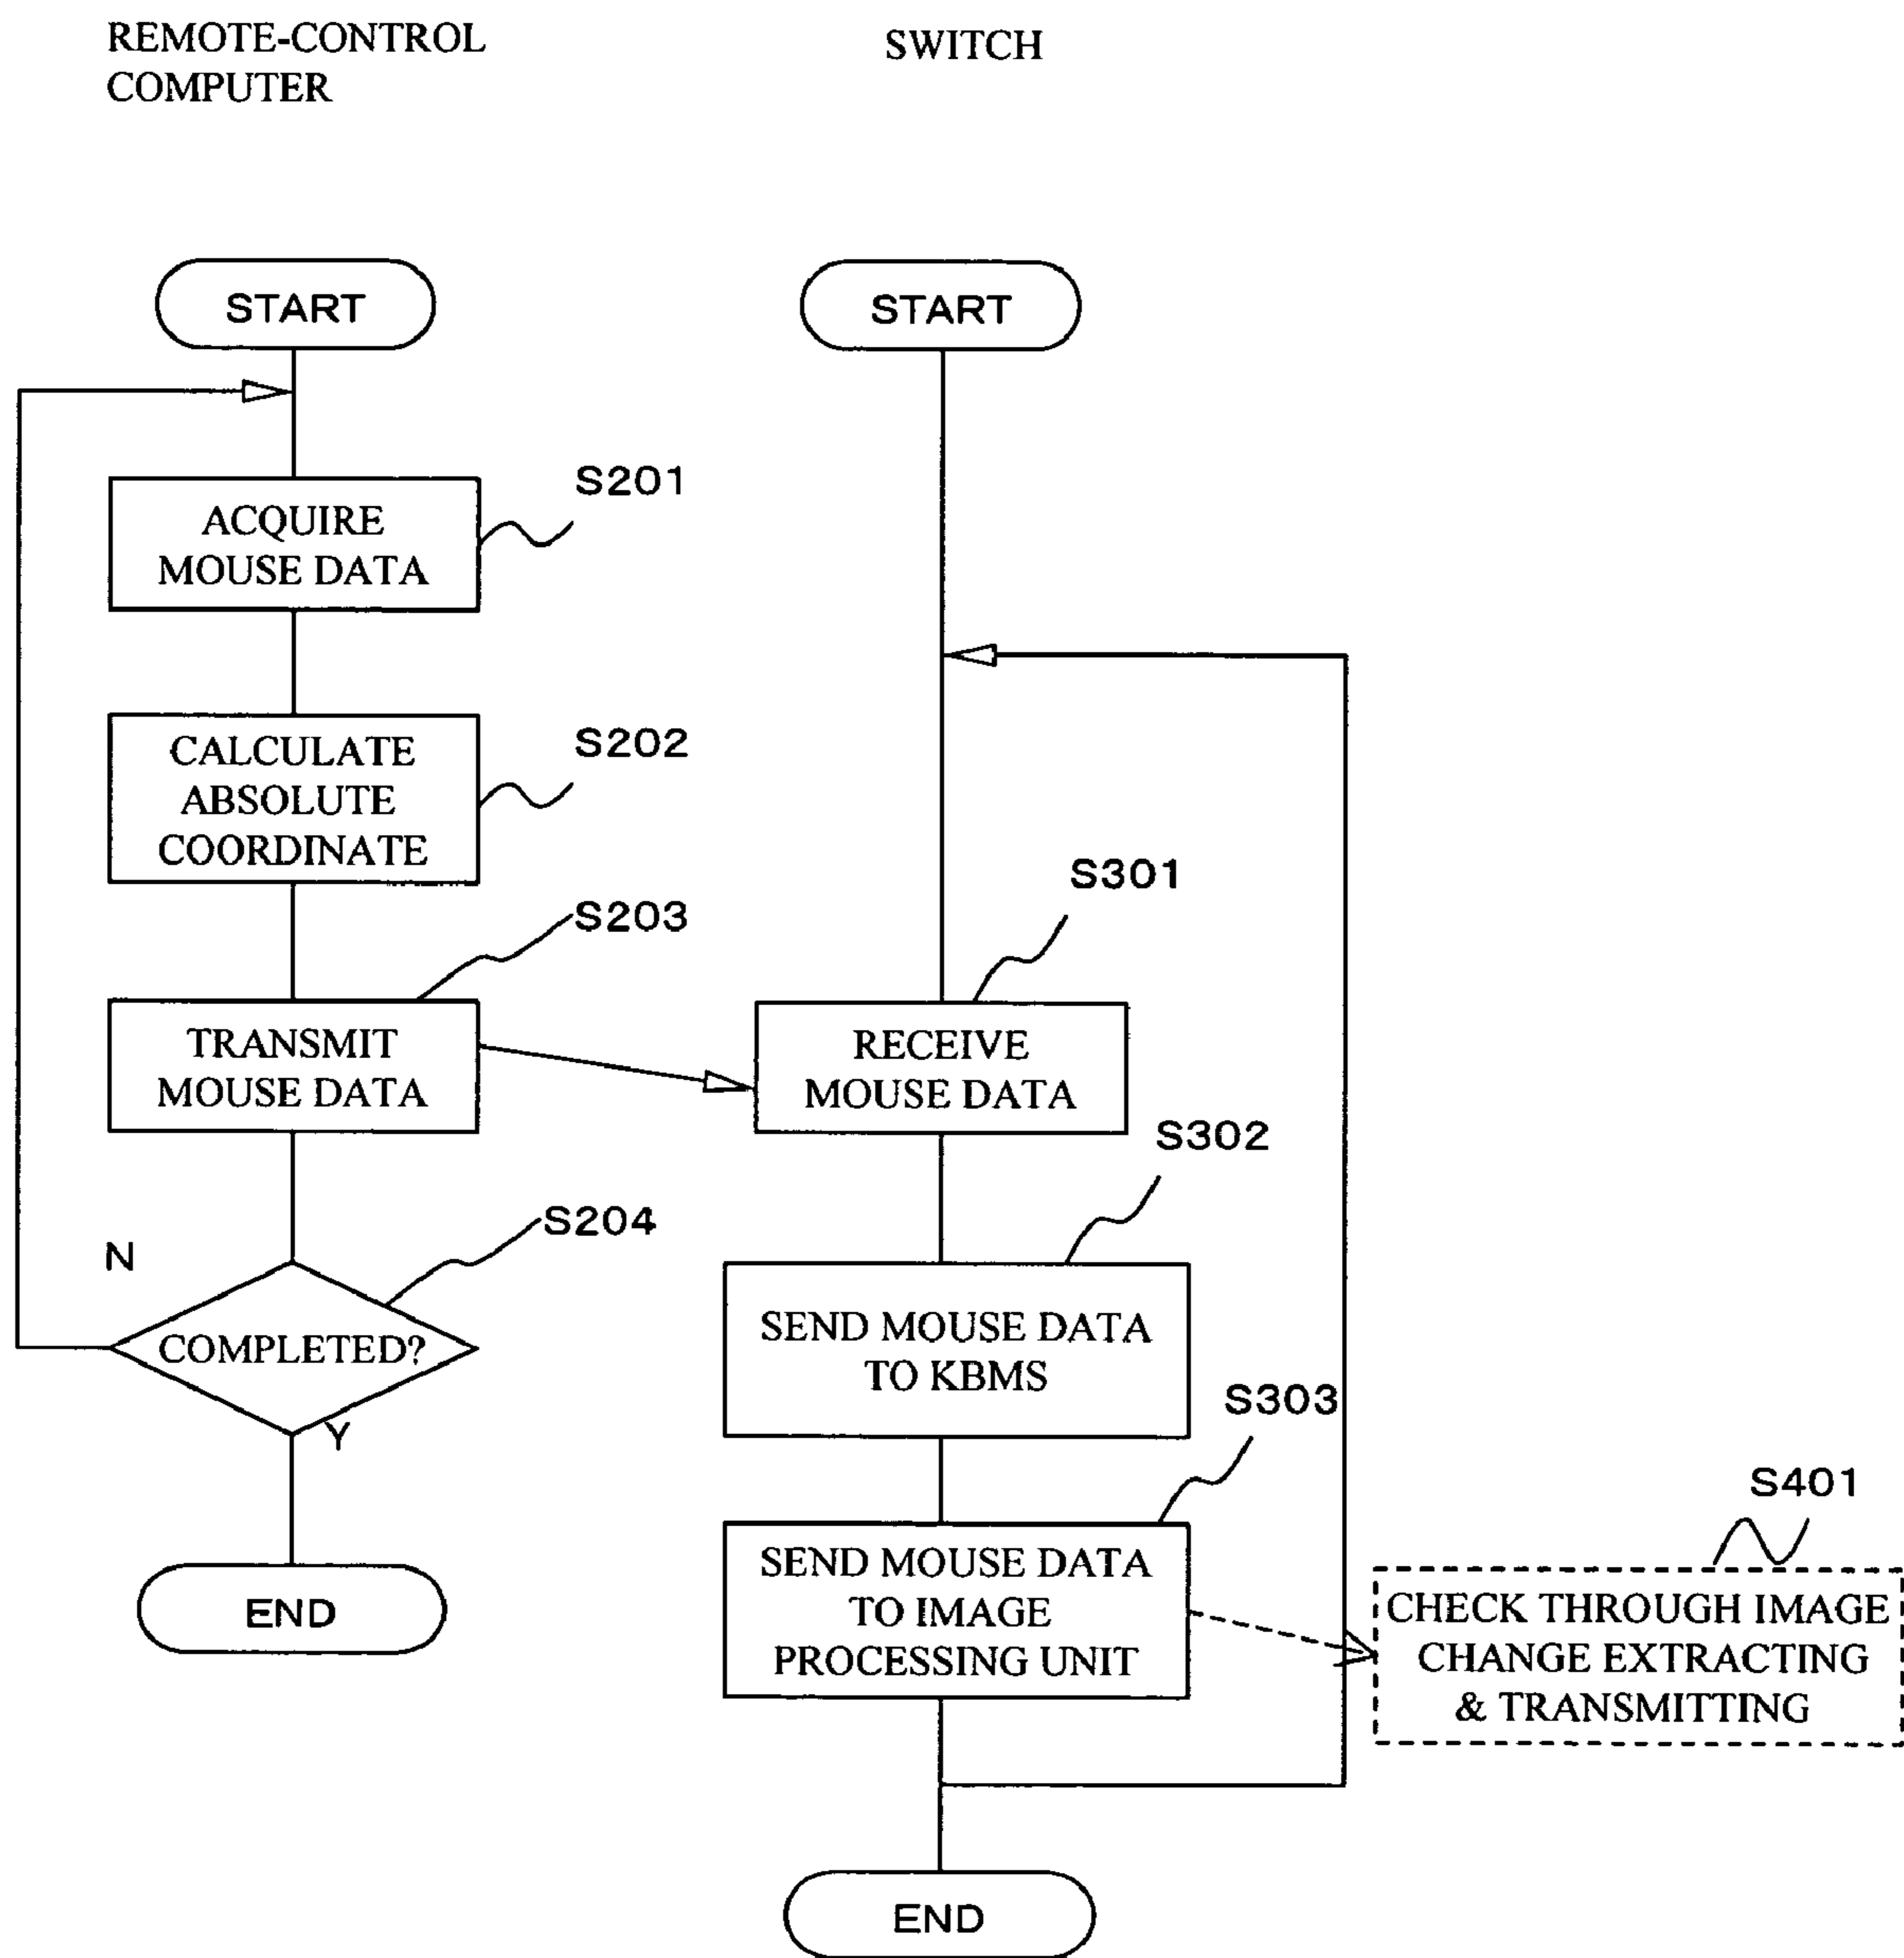 REMOTE-CONTROL
COMPUTER
SWITCH
START
S201
ACQUIRE
MOUSE DATA
S202
CALCULATE
ABSOLUTE
COORDINATE
S203
TRANSMIT
MOUSE DATA
S204
N
COMPLETED?
Y
END
START
S301
RECEIVE
MOUSE DATA
S302
SEND MOUSE DATA
TO KBMS
S303
SEND MOUSE DATA
TO IMAGE
PROCESSING UNIT
S401
CHECK THROUGH IMAGE
CHANGE EXTRACTING
& TRANSMITTING
END